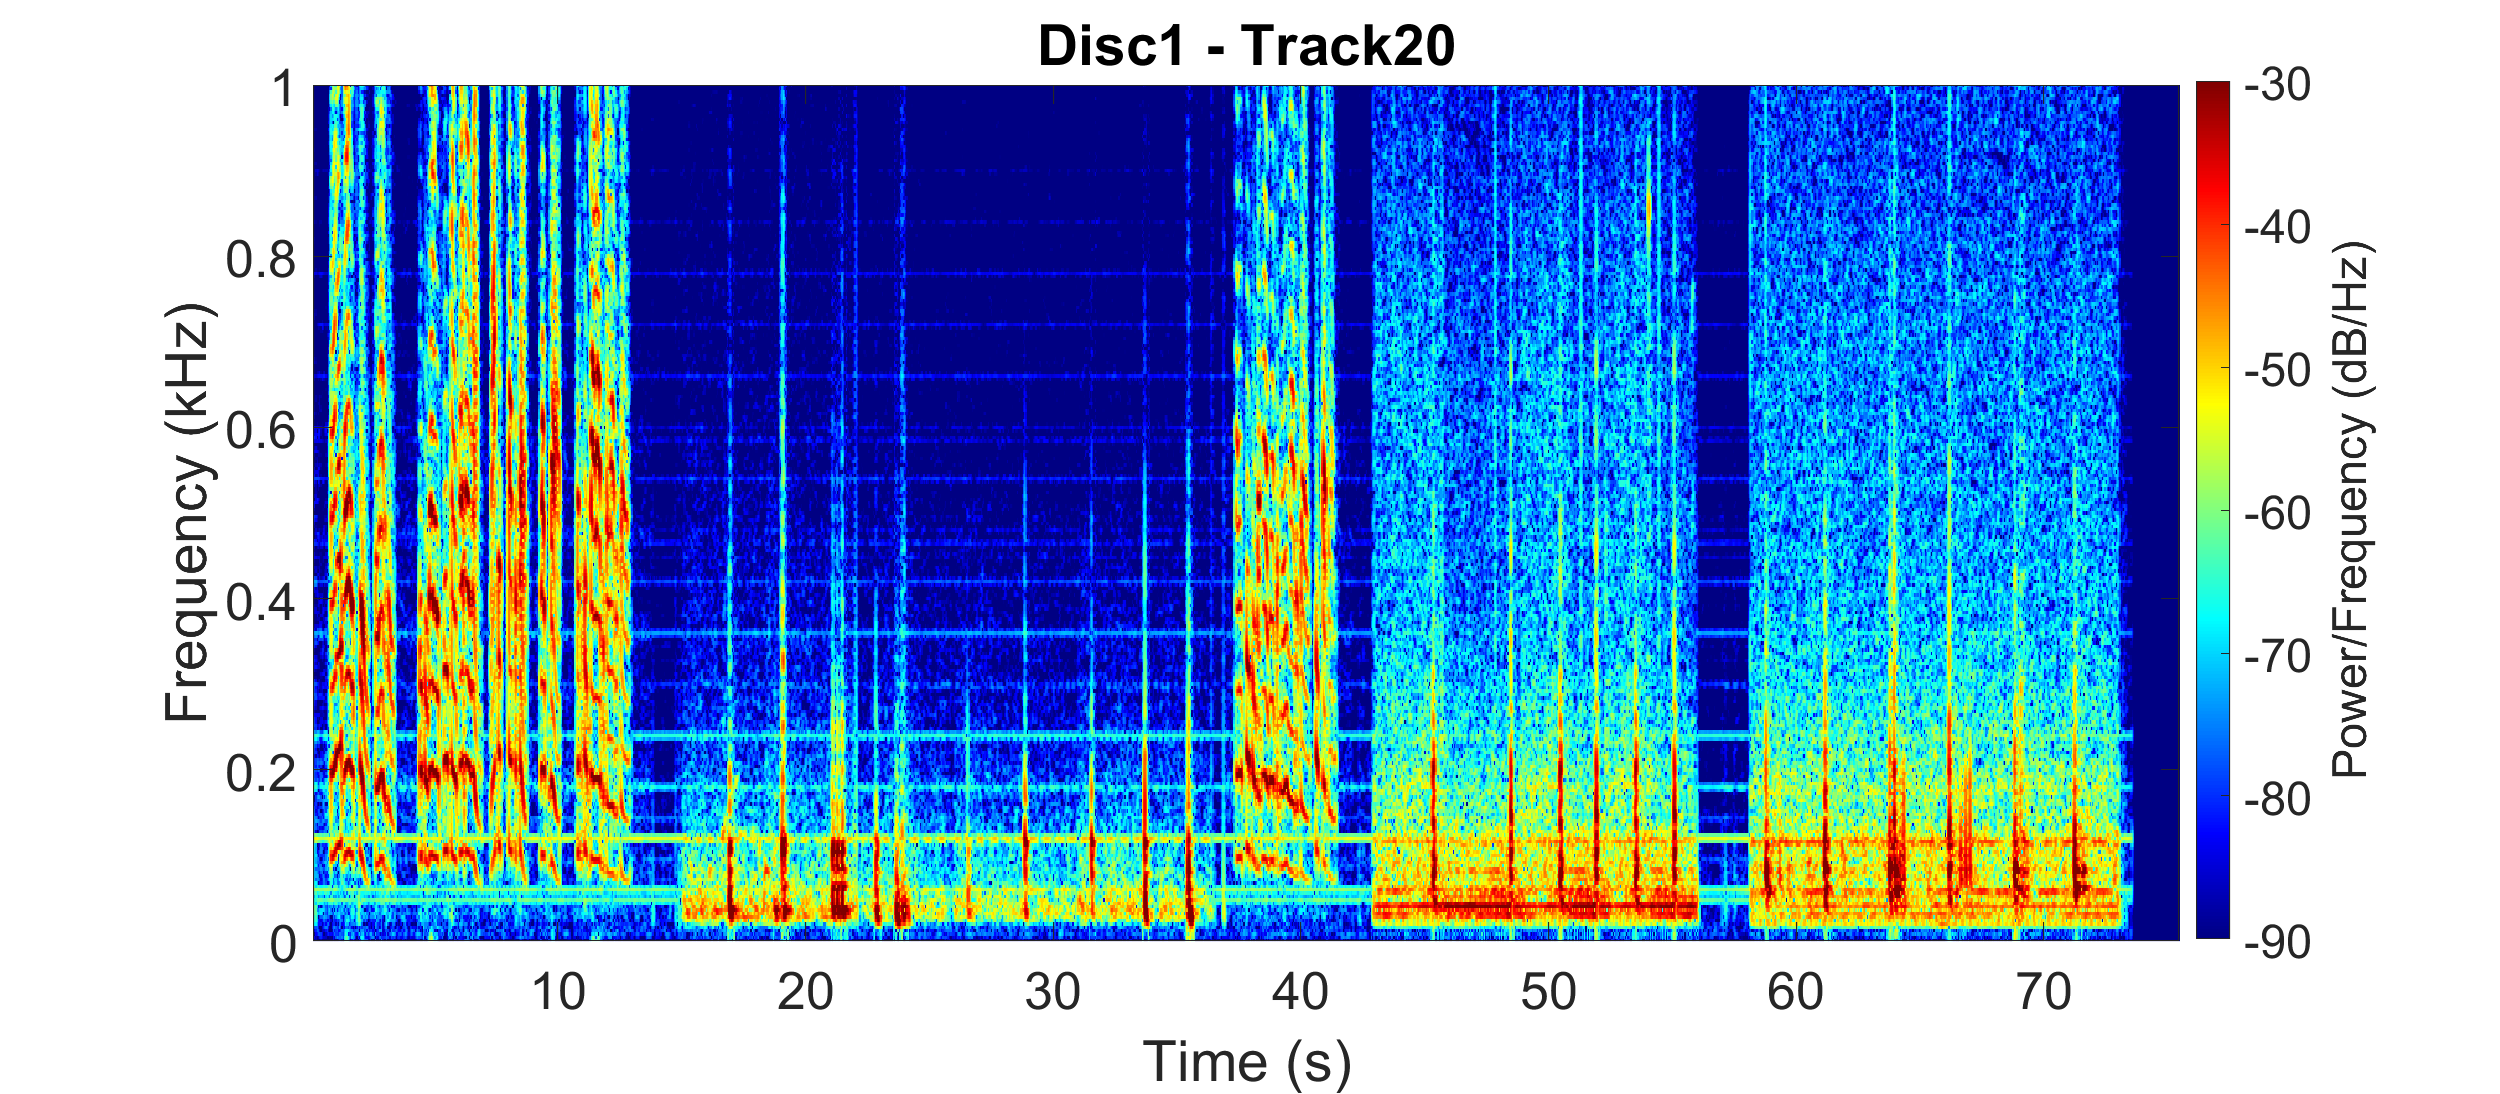 Disc1 - Track20
Frequency (kHz)
1
0.8
0.6
0.4
0.2
0
10 20 30 40 50 60 70
Time (s)
-30
-40
-50
-60
-70
-80
-90
Power/Frequency (dB/Hz)